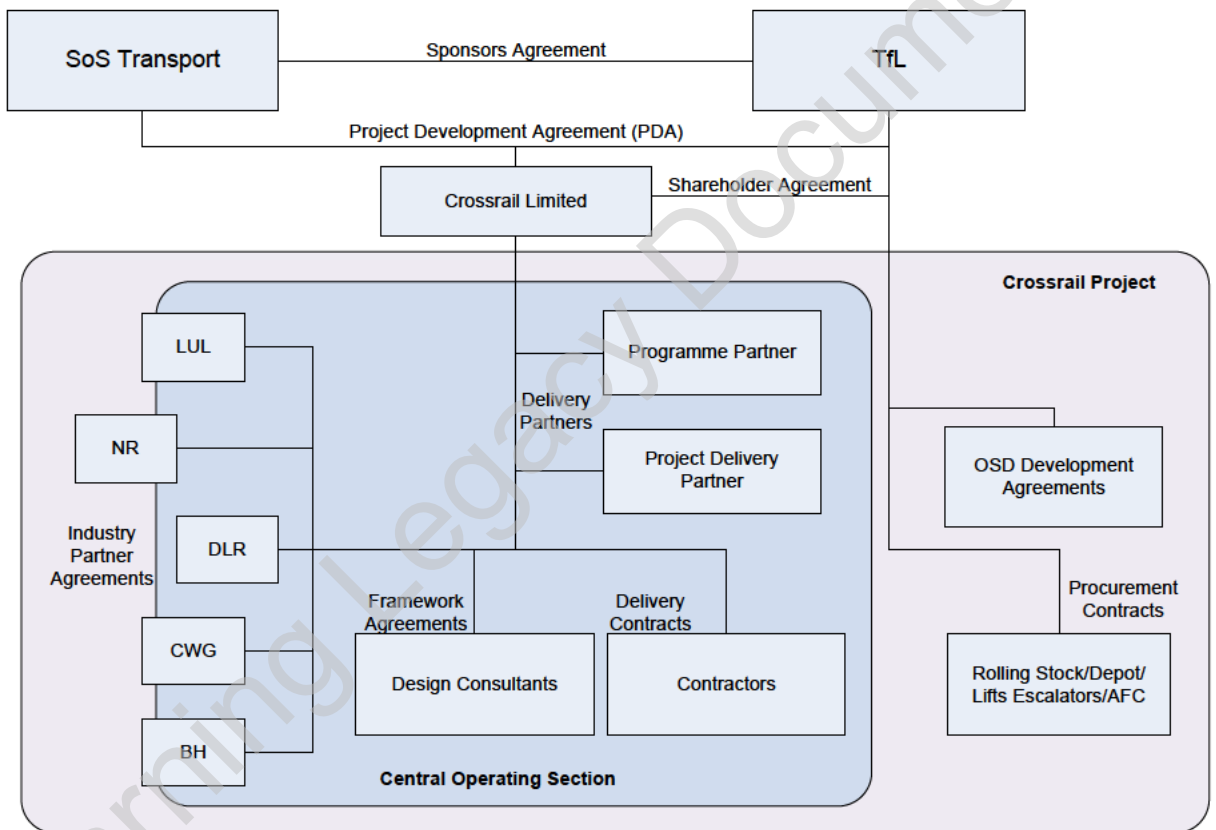 SoS Transport
Sponsors Agreement
TfL
Project Development Agreement (PDA)
Crossrail Limited
Shareholder Agreement
Crossrail Project
LUL
Programme Partner
Delivery
Partners
NR
Project Delivery
Partner
OSD Development
Agreements
Industry
Partner
Agreements
DLR
Framework
Agreements
Delivery
Contracts
Procurement
Contracts
CWG
Design Consultants
Contractors
Rolling Stock/Depot/
Lifts Escalators/AFC
BH
Central Operating Section
Legacy